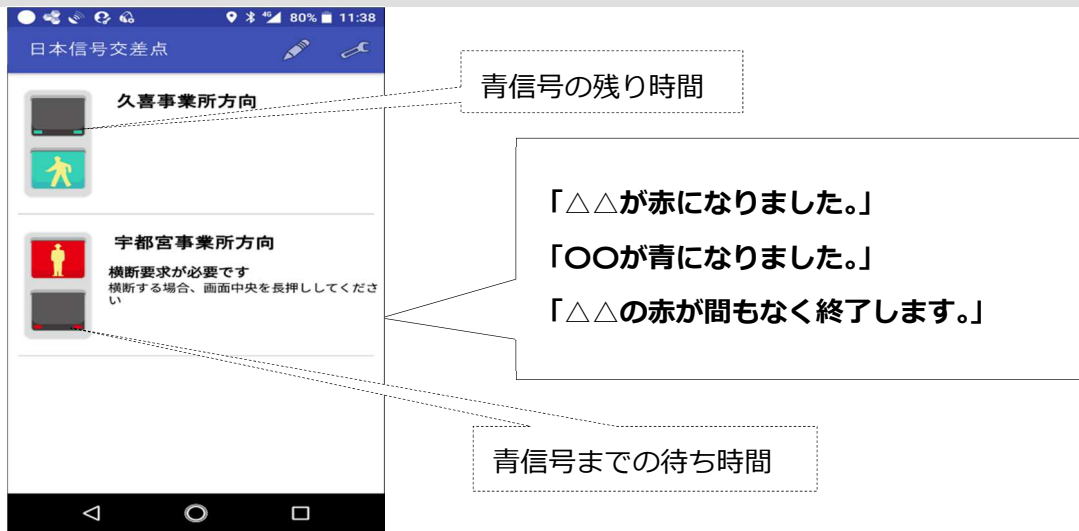 80% 11:38
日本信号交差点
久喜事業所方向
宇都宮事業所方向
横断要求が必要です
横断する場合、画面中央を長押ししてくださ
い
青信号の残り時間
「△△が赤になりました。」
「〇〇が青になりました。」
「△△の赤が間もなく終了します。」
青信号までの待ち時間